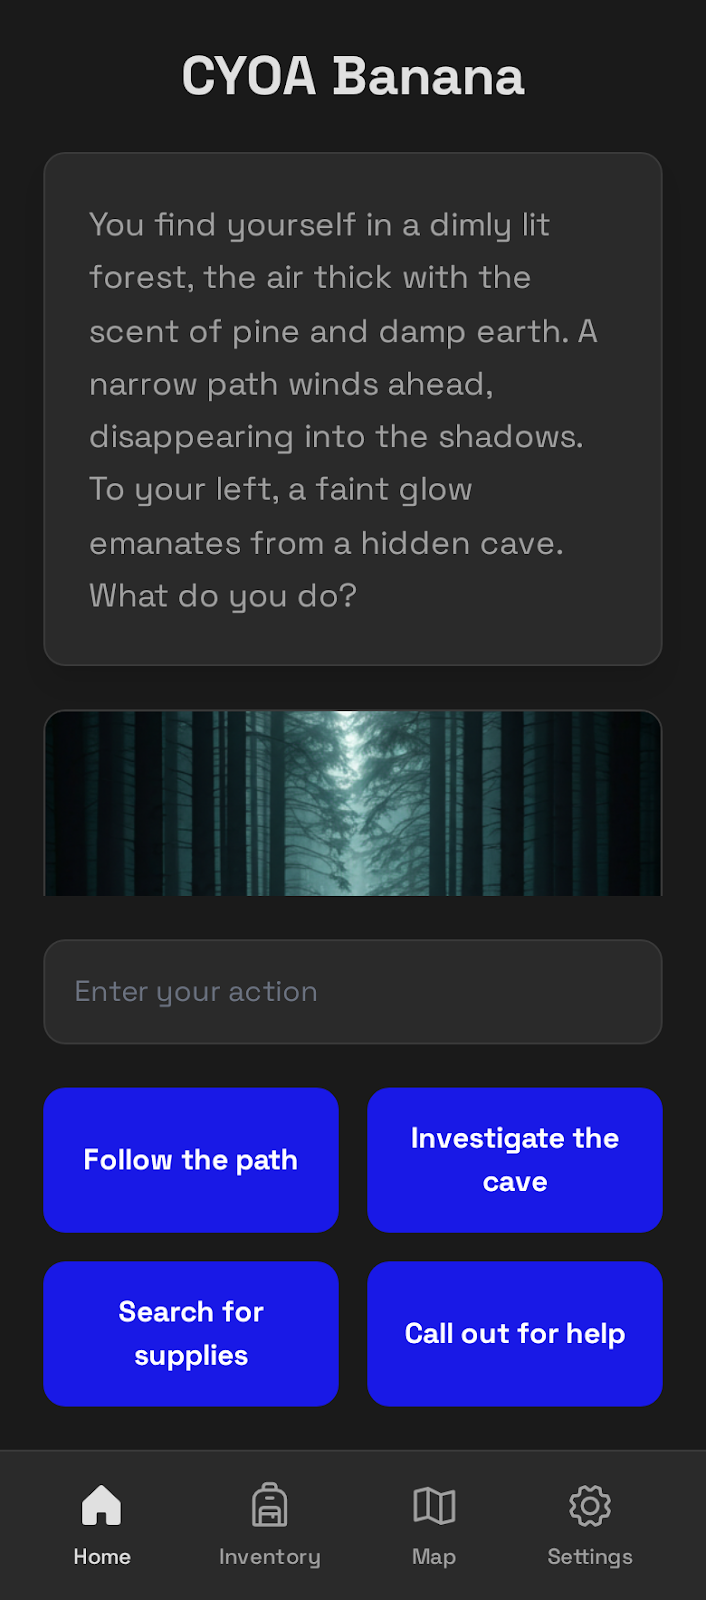 CYOA Banana
You find yourself in a dimly lit
forest, the air thick with the
scent of pine and damp earth. A
narrow path winds ahead,
disappearing into the shadows.
To your left, a faint glow
emanates from a hidden cave.
What do you do?
Enter your action
Follow the path
Investigate the
cave
Search for
supplies
Call out for help
Home
Inventory
Map
Settings